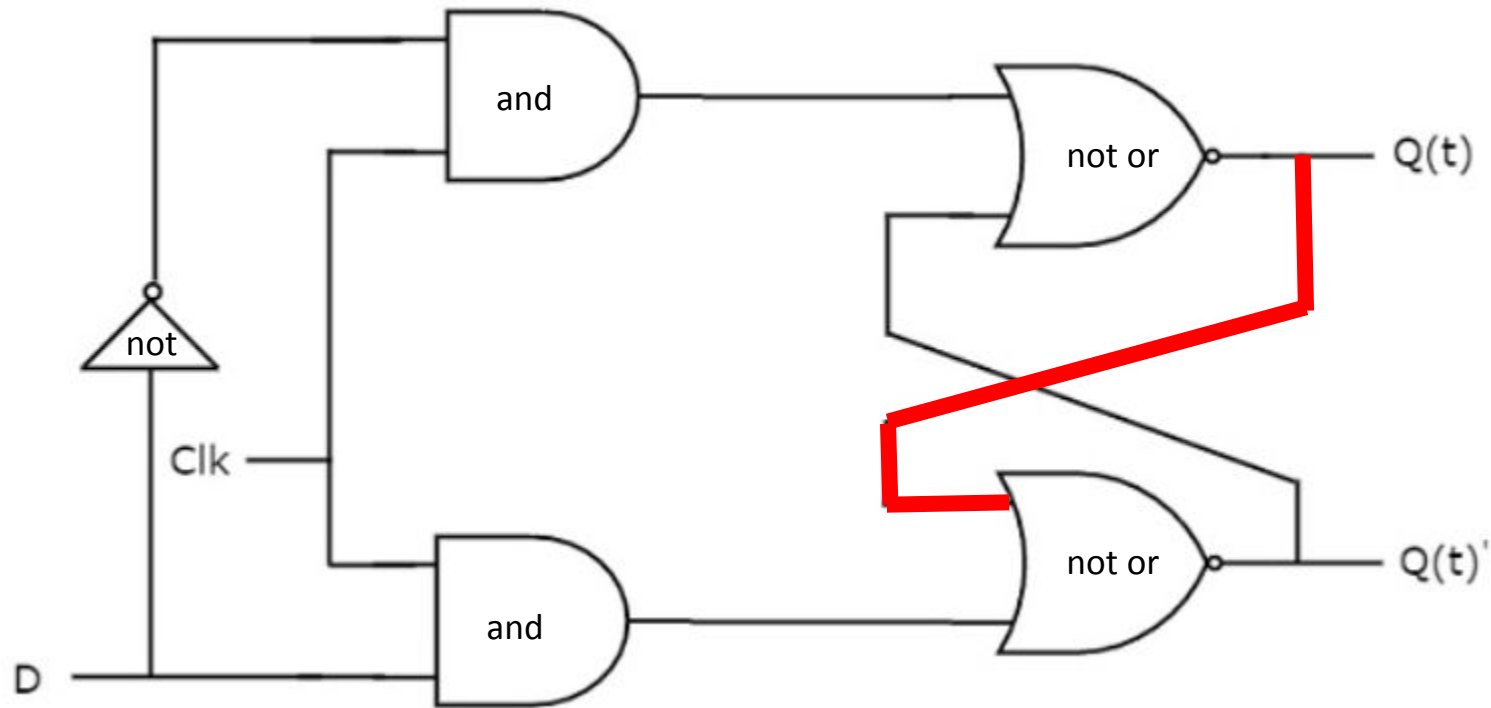 and
not or
Q(t)
not
Clk
not or
Q(t)'
and
D